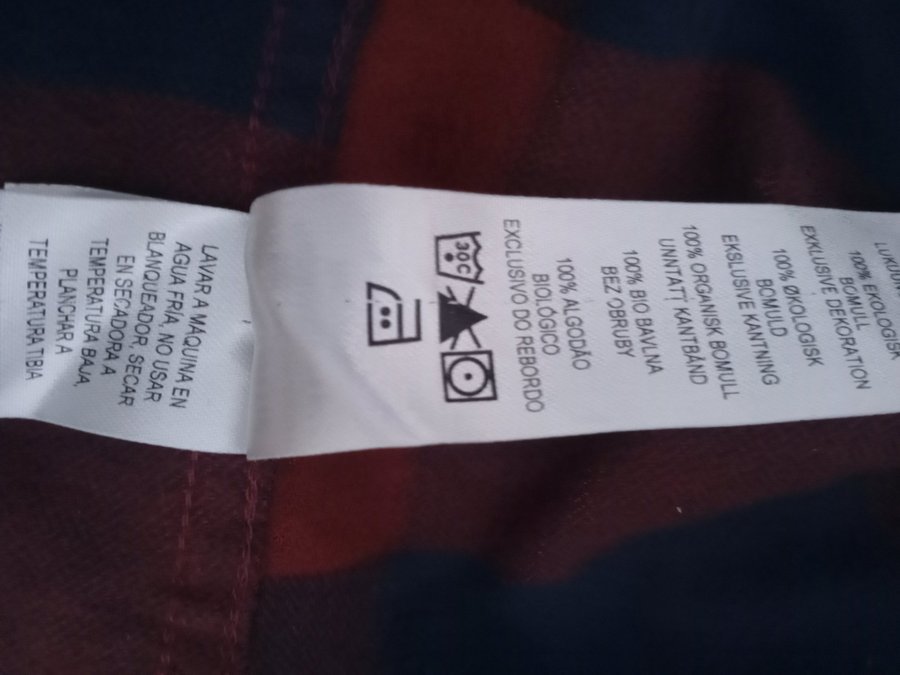 100% EKOLOGISK
BOMULL
EXKLUSIVE DEKORATION
100% ØKOLOGISK
BOMULD
EKSLUSIVE KANTNING
100% ORGANISK BOMULL
UNNTATT KANTBÅND
100% BIO BAVLNA
BEZ OBRUBY
100% ALGODÃO
BIOLÓGICO
EXCLUSIVO DO REBORDO
30C
LAVAR A MAQUINA EN
AGUA FRIA, NO USAR
BLANQUEADOR, SECAR
EN SECADORA A
TEMPERATURA BAJA,
PLANCHAR A
TEMPERATURA TIBIA